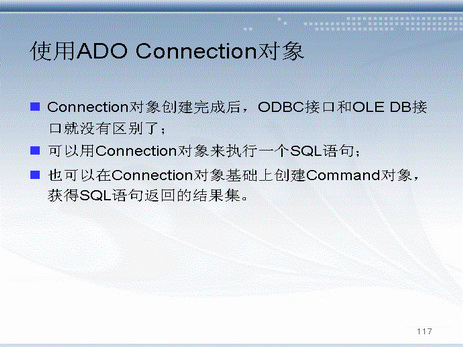 使用ADO Connection对象
Connection对象创建完成后，ODBC接口和OLE DB接
口就没有区别了；
可以用Connection对象来执行一个SQL语句；
也可以在Connection对象基础上创建Command对象，
获得SQL语句返回的结果集。
117